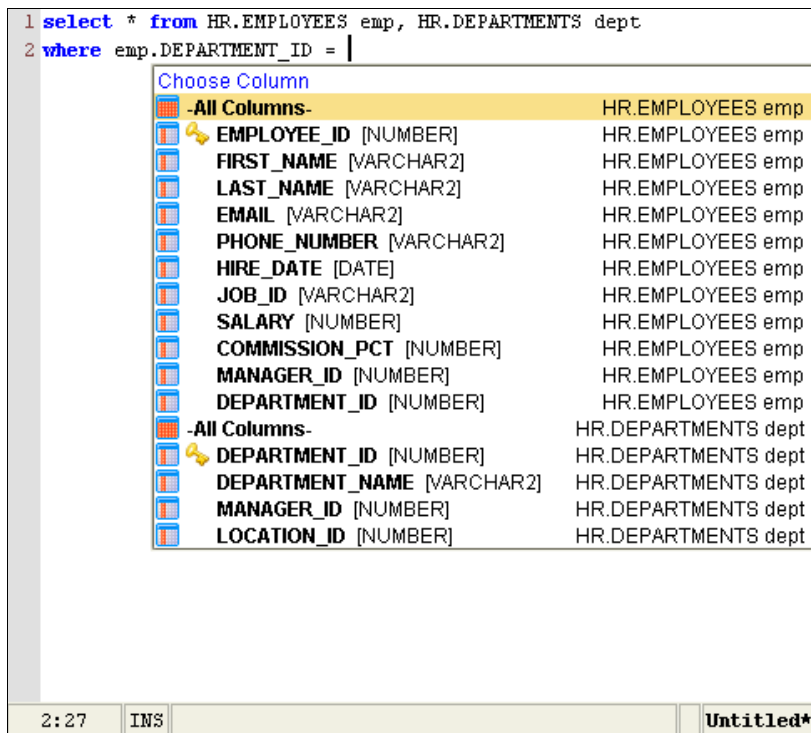 1 select * from HR.EMPLOYEES emp, HR.DEPARTMENTS dept
2 where emp.DEPARTMENT_ID =
Choose Column
-All Columns- HR.EMPLOYEES emp
EMPLOYEE_ID [NUMBER] HR.EMPLOYEES emp
FIRST_NAME [VARCHAR2] HR.EMPLOYEES emp
LAST_NAME [VARCHAR2] HR.EMPLOYEES emp
EMAIL [VARCHAR2] HR.EMPLOYEES emp
PHONE_NUMBER [VARCHAR2] HR.EMPLOYEES emp
HIRE_DATE [DATE] HR.EMPLOYEES emp
JOB_ID [VARCHAR2] HR.EMPLOYEES emp
SALARY [NUMBER] HR.EMPLOYEES emp
COMMISSION_PCT [NUMBER] HR.EMPLOYEES emp
MANAGER_ID [NUMBER] HR.EMPLOYEES emp
DEPARTMENT_ID [NUMBER] HR.EMPLOYEES emp
-All Columns- HR.DEPARTMENTS dept
DEPARTMENT_ID [NUMBER] HR.DEPARTMENTS dept
DEPARTMENT_NAME [VARCHAR2] HR.DEPARTMENTS dept
MANAGER_ID [NUMBER] HR.DEPARTMENTS dept
LOCATION_ID [NUMBER] HR.DEPARTMENTS dept
2:27 INS Untitled*